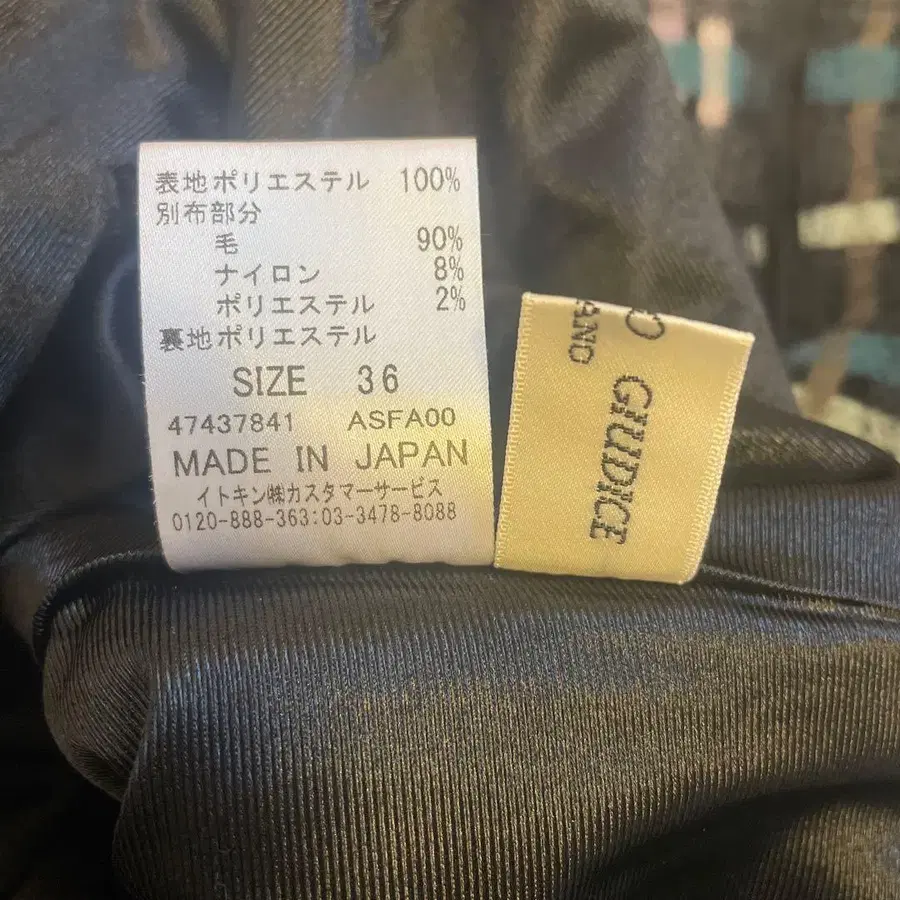 表地ポリエステル 100%
別布部分
毛 90%
ナイロン 8%
ポリエステル 2%
裏地ポリエステル
SIZE 36
47437841 ASFA00
MADE IN JAPAN
イトキン㈱カスタマーサービス
0120-888-363:03-3478-8088
GIUDICE